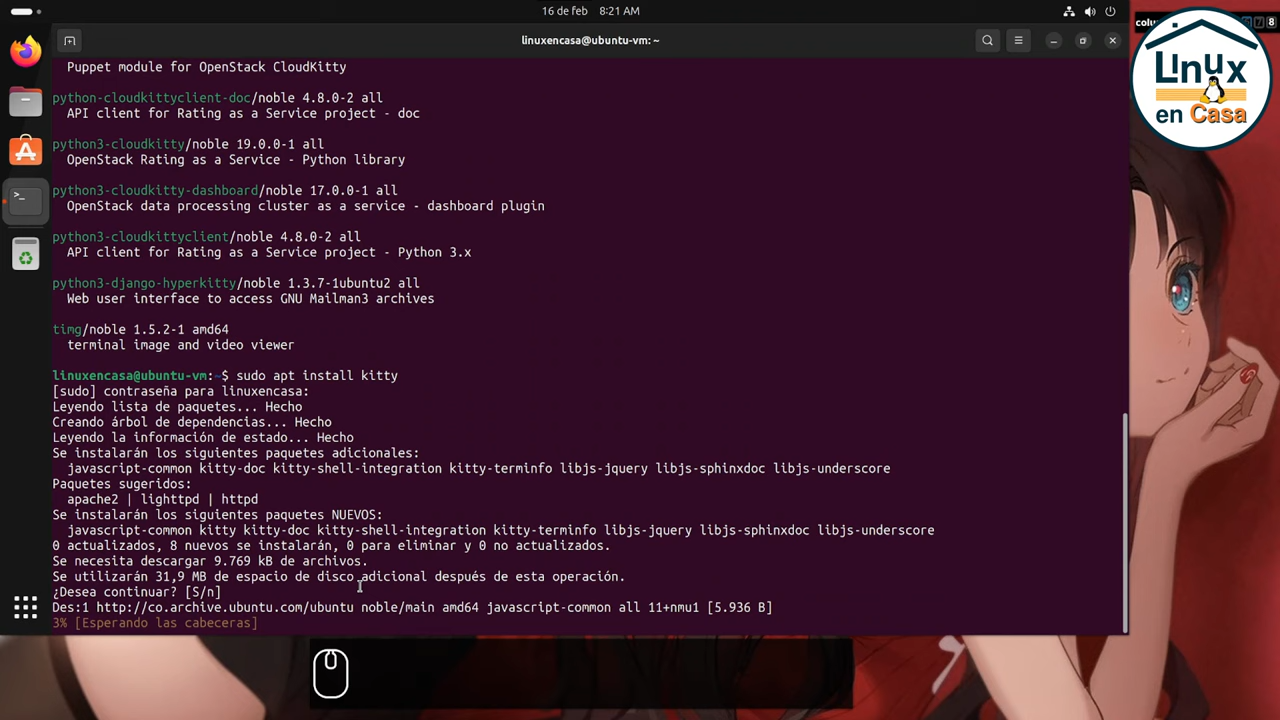 16 de feb 8:21 AM
linuxencasa@ubuntu-vm: ~
Puppet module for OpenStack CloudKitty
python-cloudkittyclient-doc/noble 4.8.0-2 all
API client for Rating as a Service project - doc
python3-cloudkitty/noble 19.0.0-1 all
OpenStack Rating as a Service - Python library
python3-cloudkitty-dashboard/noble 17.0.0-1 all
OpenStack data processing cluster as a service - dashboard plugin
python3-cloudkittyclient/noble 4.8.0-2 all
API client for Rating as a Service project - Python 3.x
python3-django-hyperkitty/noble 1.3.7-1ubuntu2 all
Web user interface to access GNU Mailman3 archives
timg/noble 1.5.2-1 amd64
terminal image and video viewer
linuxencasa@ubuntu-vm:~$ sudo apt install kitty
[sudo] contraseña para linuxencasa:
Leyendo lista de paquetes... Hecho
Creando árbol de dependencias... Hecho
Leyendo la información de estado... Hecho
Se instalarán los siguientes paquetes adicionales:
javascript-common kitty-doc kitty-shell-integration kitty-terminfo libjs-jquery libjs-sphinxdoc libjs-underscore
Paquetes sugeridos:
apache2 | lighttpd | httpd
Se instalarán los siguientes paquetes NUEVOS:
javascript-common kitty kitty-doc kitty-shell-integration kitty-terminfo libjs-jquery libjs-sphinxdoc libjs-underscore
0 actualizados, 8 nuevos se instalarán, 0 para eliminar y 0 no actualizados.
Se necesita descargar 9.769 kB de archivos.
Se utilizarán 31,9 MB de espacio de disco adicional después de esta operación.
¿Desea continuar? [S/n]
Des:1 http://co.archive.ubuntu.com/ubuntu noble/main amd64 javascript-common all 11+nmu1 [5.936 B]
3% [Esperando las cabeceras]
Linux
en Casa
8